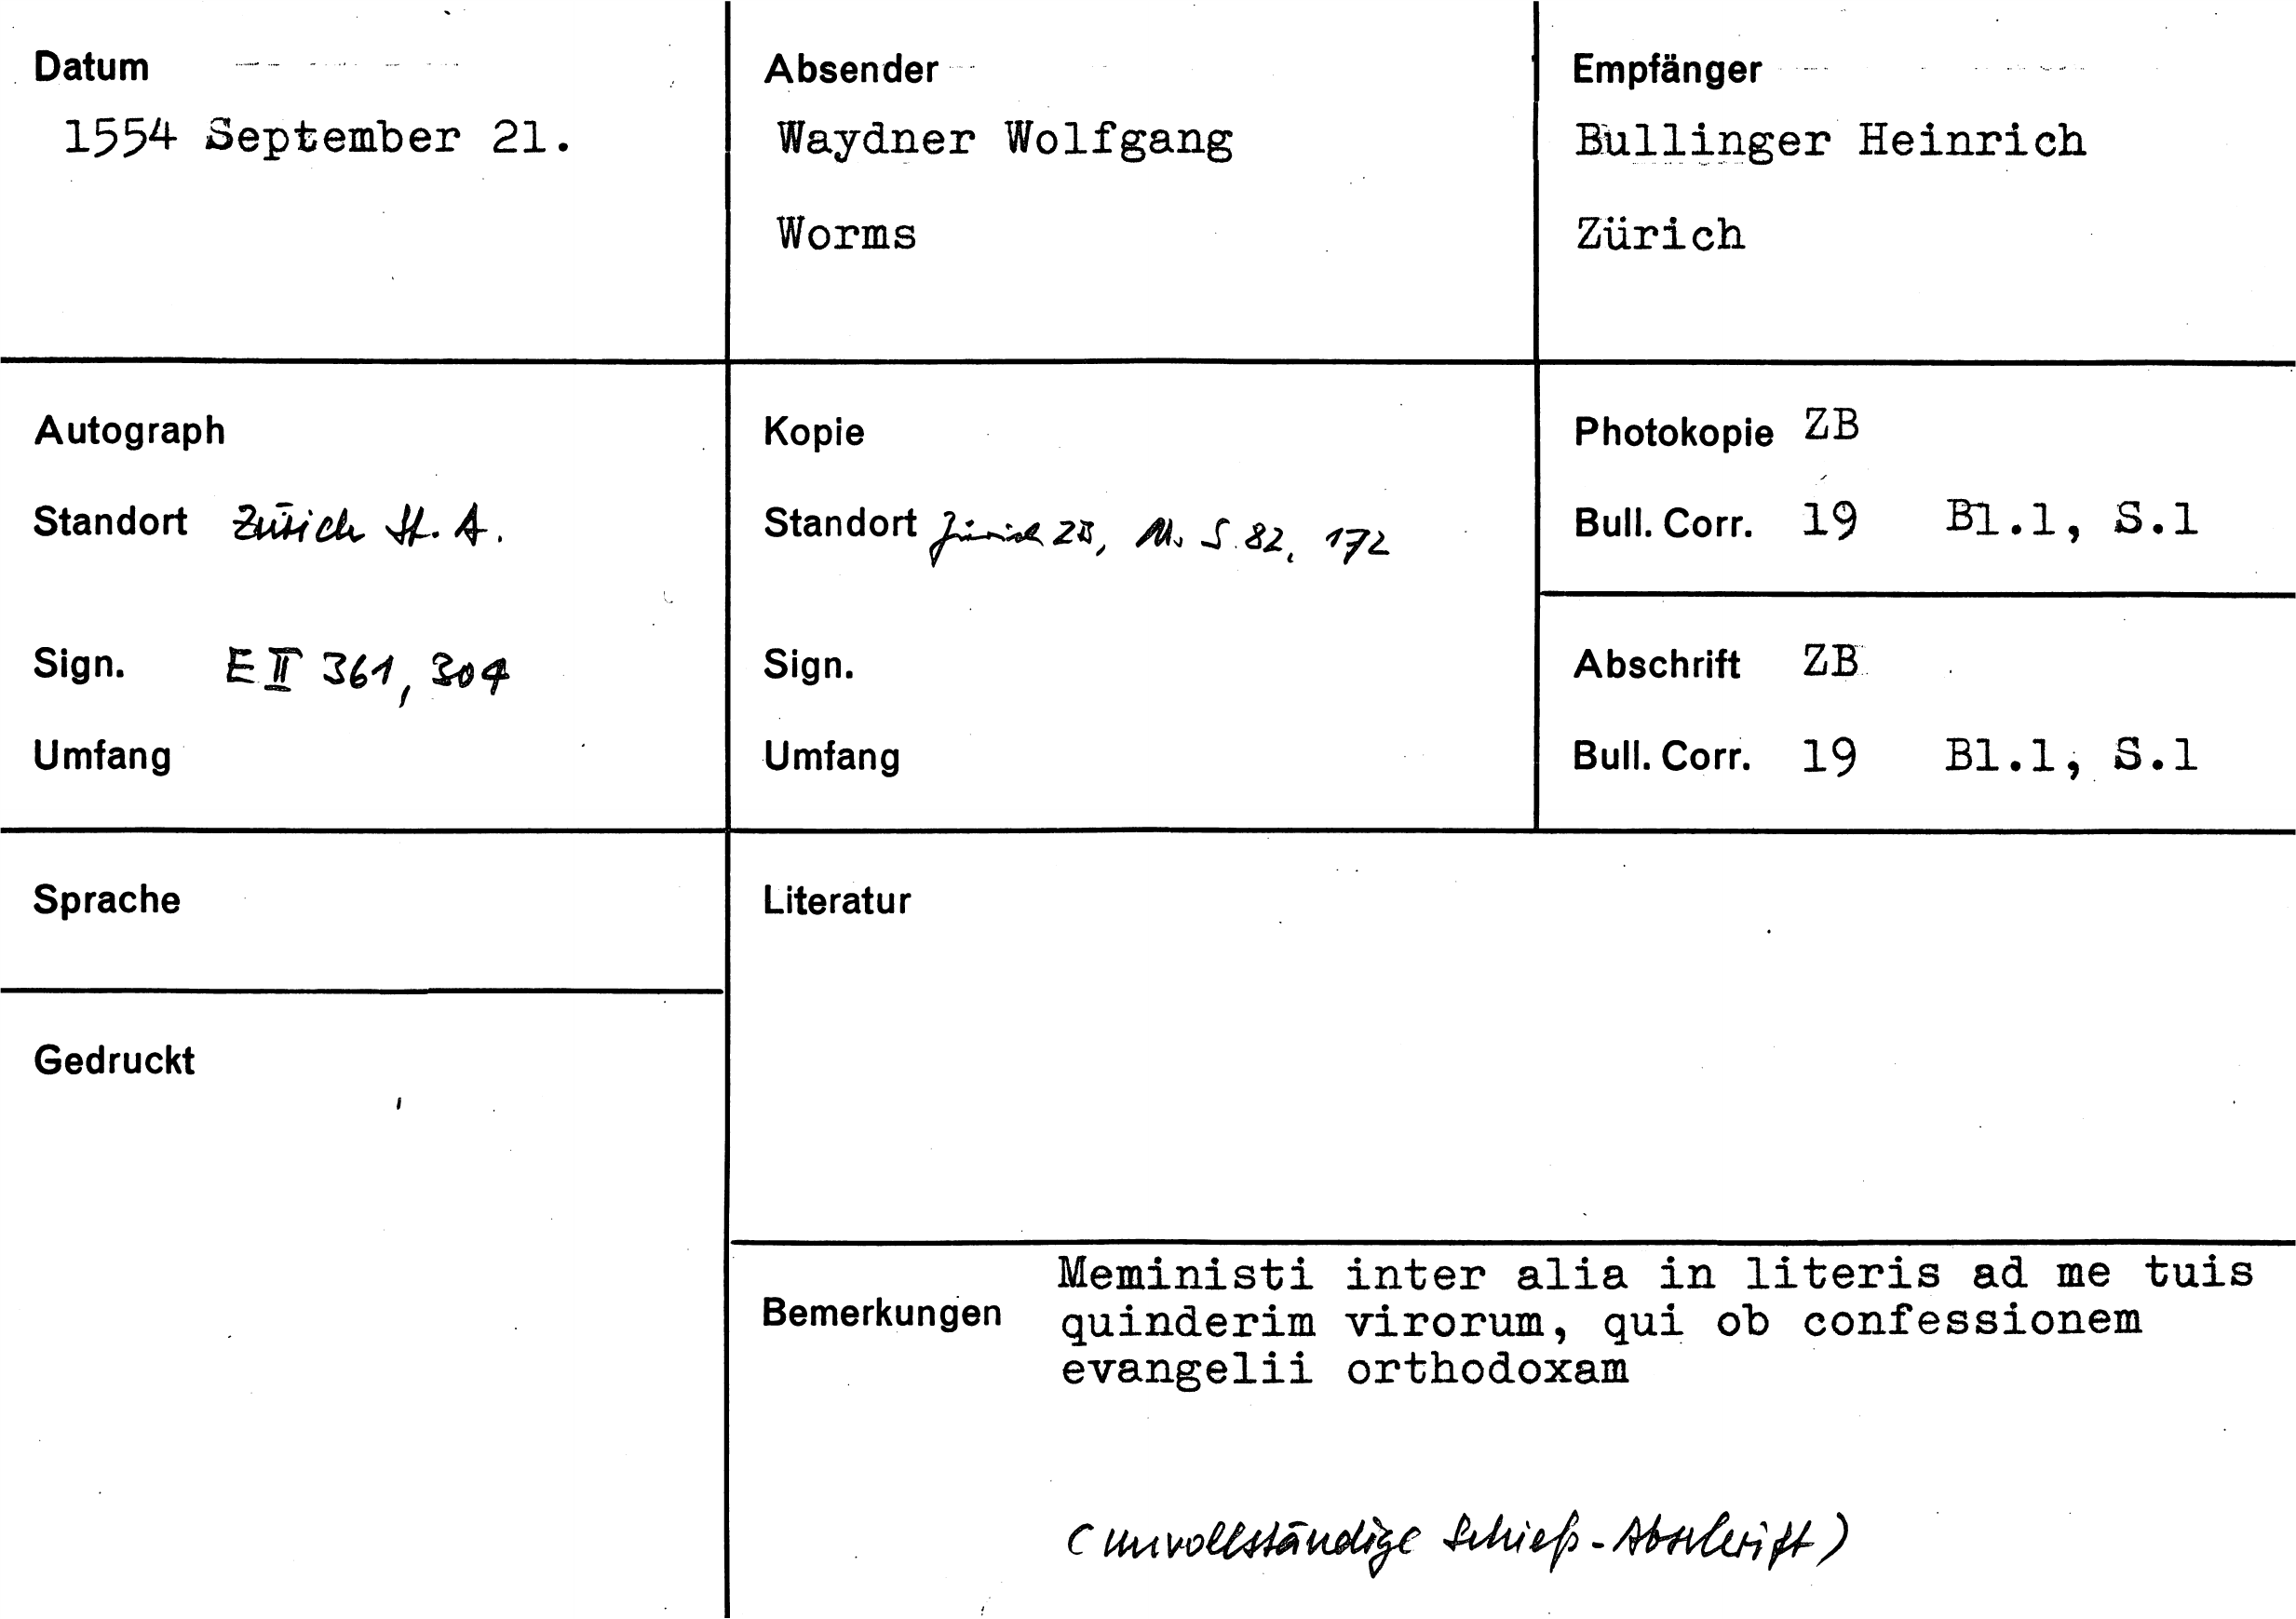 Datum
1554 September 21.
Absender
Waydner Wolfgang
Worms
Empfänger
Bullinger Heinrich
Zürich
Autograph
Standort Zürich St. A.
Sign. E II 361, 304
Umfang
Kopie
Standort Zürich ZB, Ms S. 82, 172
Sign.
Umfang
Photokopie ZB
Bull. Corr. 19 Bl.1, S.1
Abschrift ZB
Bull. Corr. 19 Bl.1, S.1
Sprache
Gedruckt
Literatur
Bemerkungen
Meministi inter alia in literis ad me tuis
quinderim virorum, qui ob confessionem
evangelii orthodoxam
(unvollständige Schieß-Abschrift)